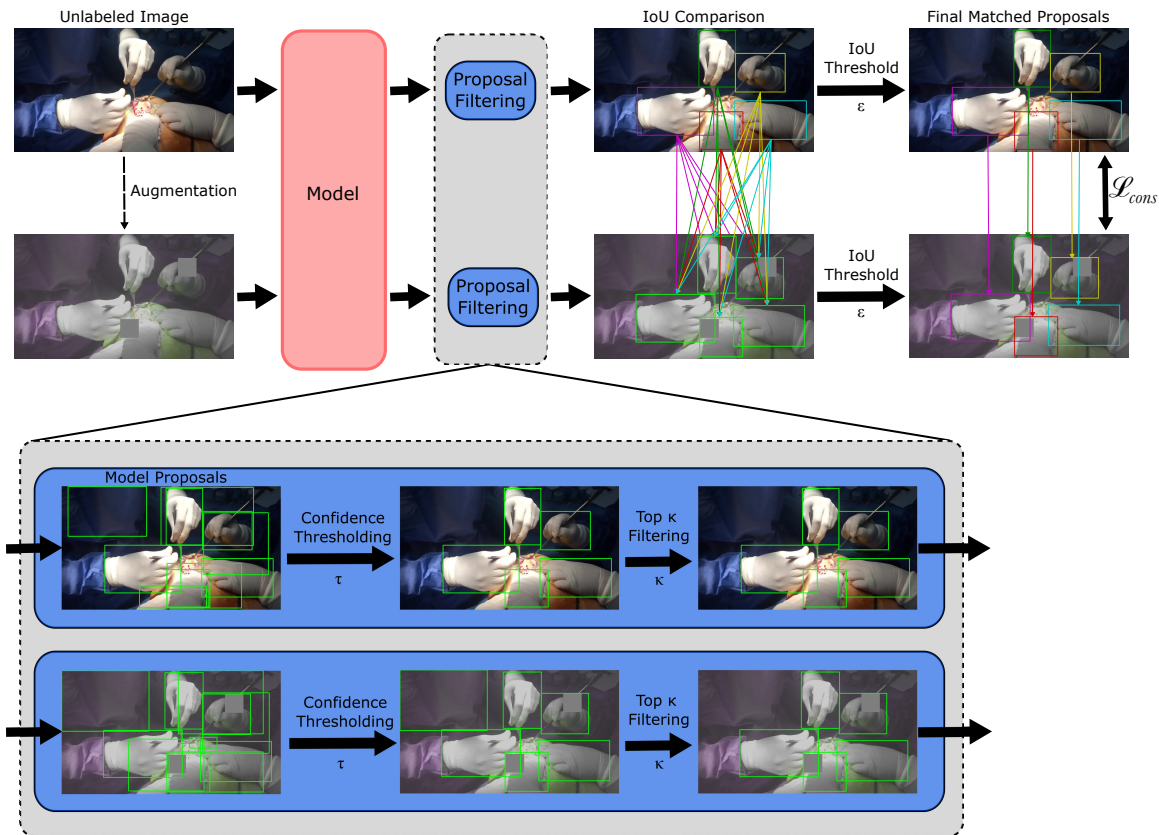 Unlabeled Image
IoU Comparison
Final Matched Proposals
Augmentation
Model
Proposal
Filtering
Proposal
Filtering
IoU
Threshold
ε
IoU
Threshold
ε
ℒcons
Model Proposals
Confidence
Thresholding
τ
Top κ
Filtering
κ
Confidence
Thresholding
τ
Top κ
Filtering
κ